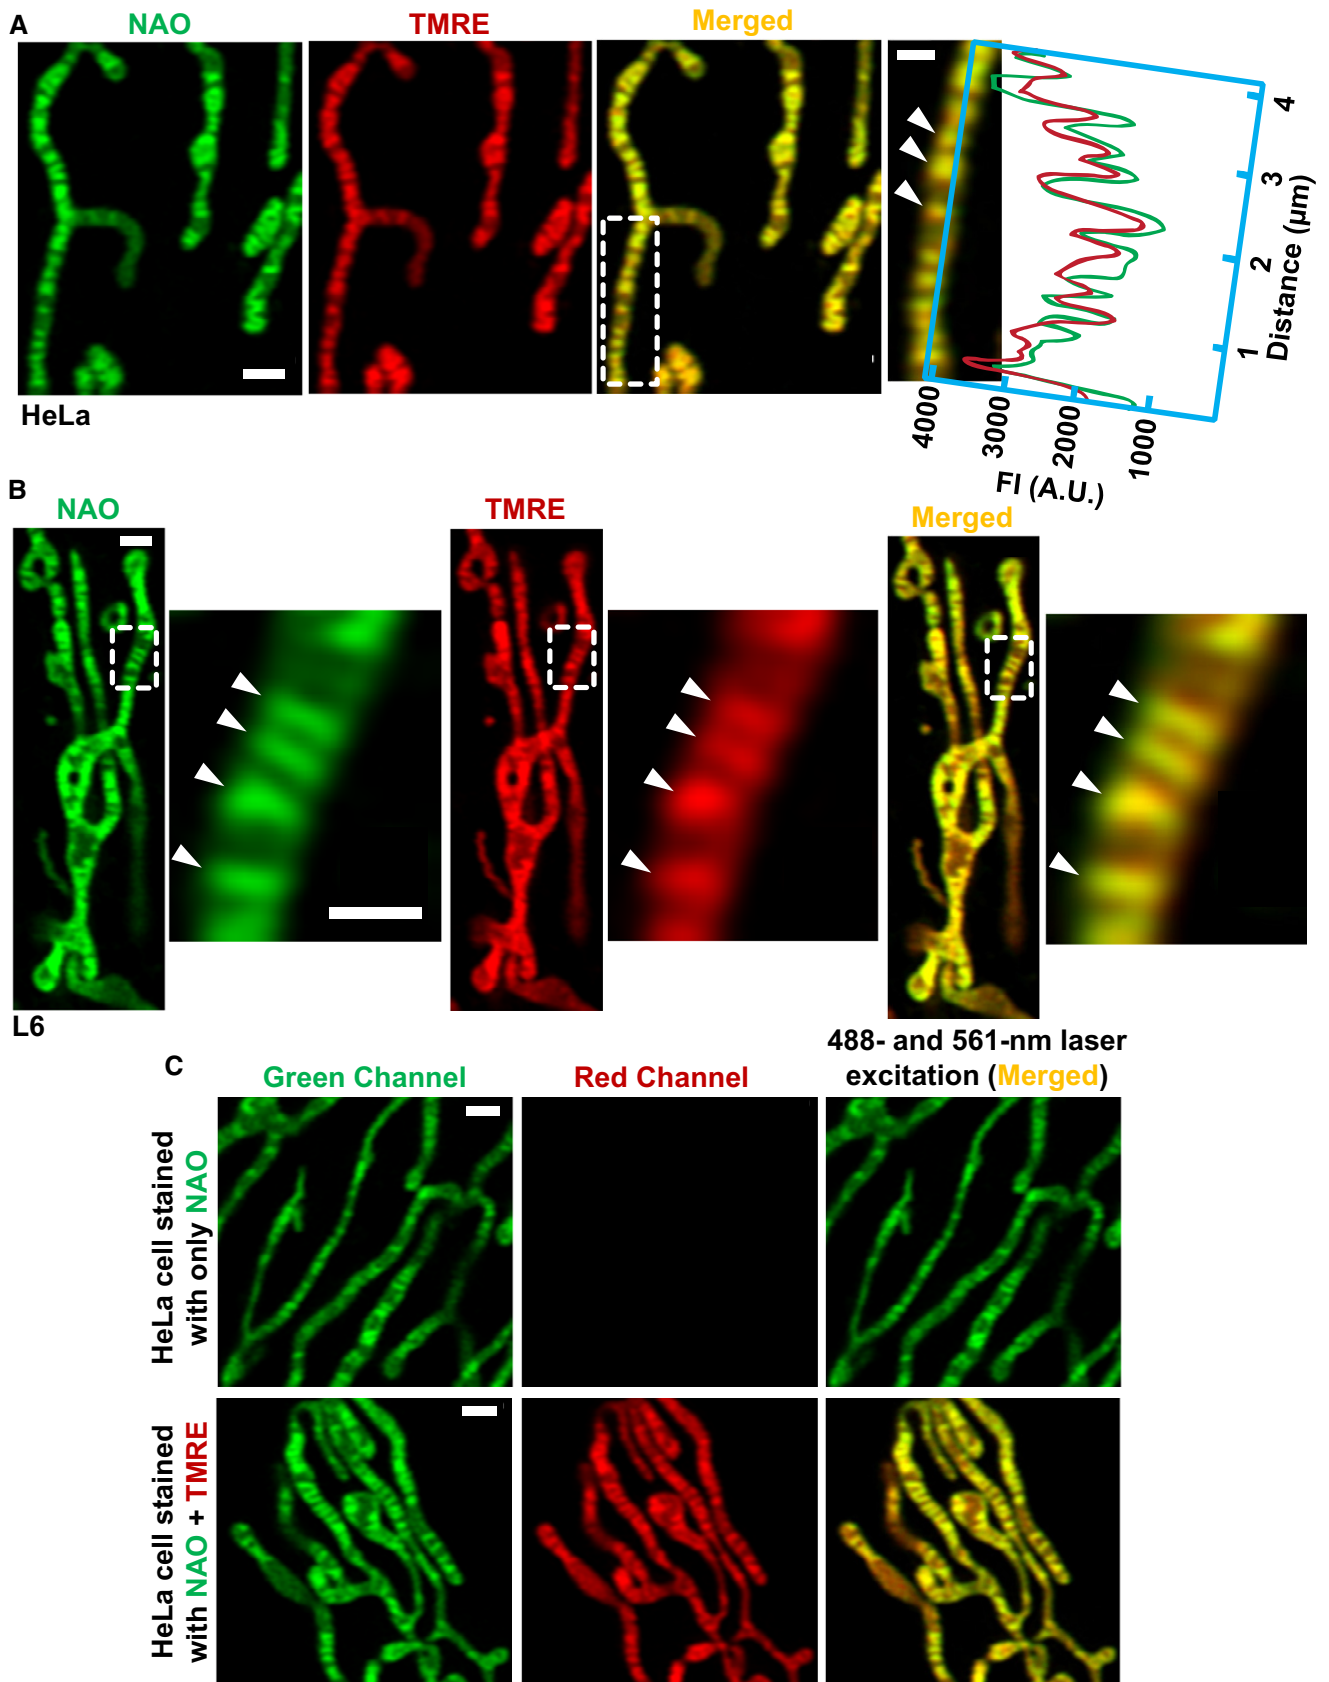 A
NAO
TMRE
Merged
4
3
2
1
Distance (µm)
4000
3000
2000
1000
FI (A.U.)
HeLa
B
NAO
TMRE
Merged
L6
C
Green Channel
Red Channel
488- and 561-nm laser
excitation (Merged)
HeLa cell stained
with only NAO
HeLa cell stained
with NAO + TMRE